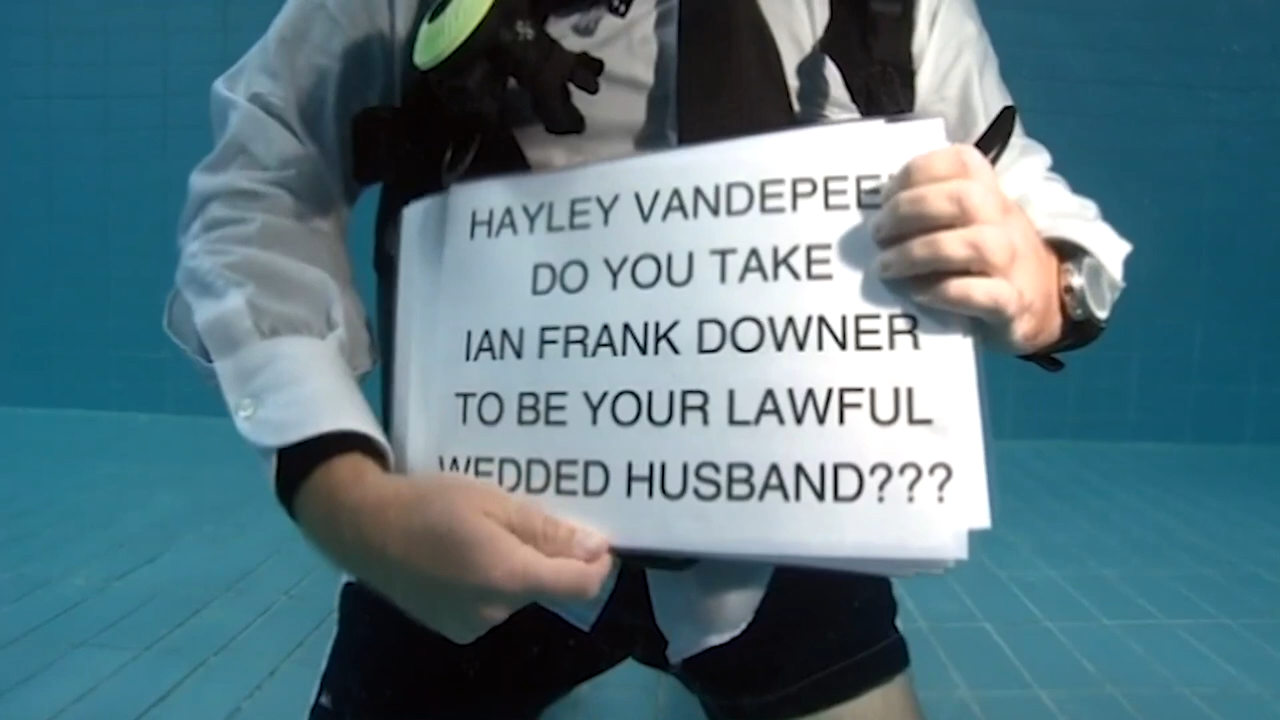 HAYLEY VANDEPEE
DO YOU TAKE
IAN FRANK DOWNER
TO BE YOUR LAWFUL
WEDDED HUSBAND???